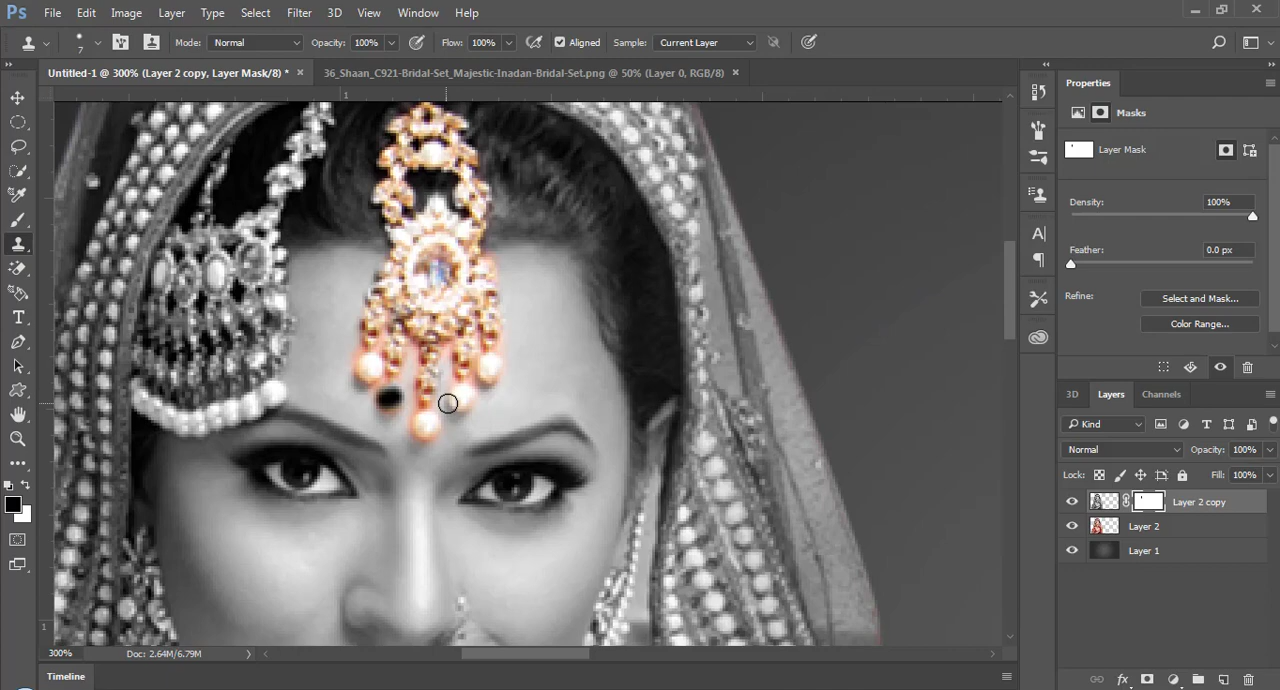 Ps File Edit Image Layer Type Select Filter 3D View Window Help
7 Mode: Normal Opacity: 100% Flow: 100% Aligned Sample: Current Layer
Untitled-1 @ 300% (Layer 2 copy, Layer Mask/8) * × 36_Shaan_C921-Bridal-Set_Majestic-Inadan-Bridal-Set.png @ 50% (Layer 0, RGB/8) ×
1
1
Properties
Masks
Layer Mask
Density: 100%
Feather: 0.0 px
Refine: Select and Mask...
Color Range...
3D Layers Channels
Kind
Normal Opacity: 100%
Lock: Fill: 100%
Layer 2 copy
Layer 2
Layer 1
fx
300% Doc: 2.64M/6.79M
Timeline